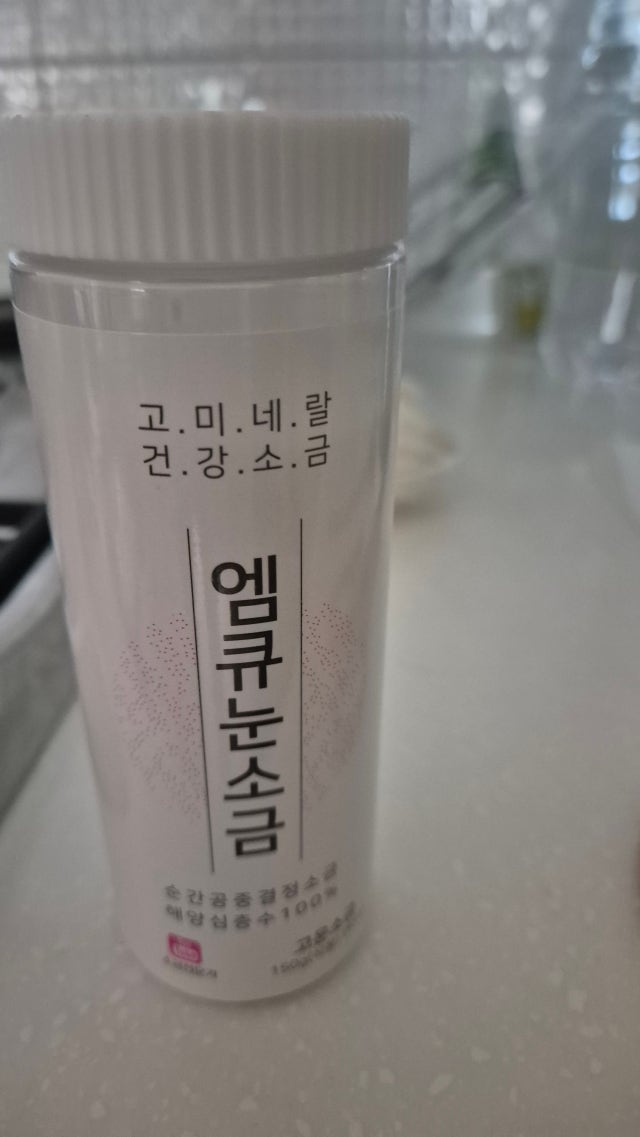 고.미.네.랄
건.강.소.금
엠큐눈소금
순간공중결정소금
해양심층수100%
150g